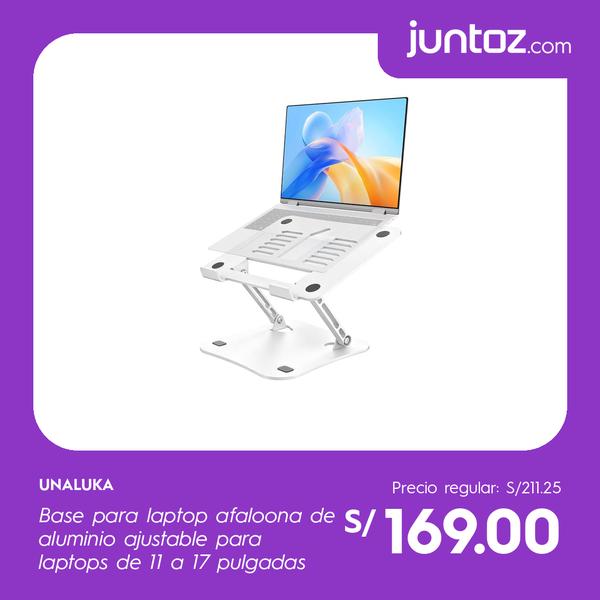 juntoz.com
UNALUKA
Base para laptop afaloona de
aluminio ajustable para
laptops de 11 a 17 pulgadas
Precio regular: S/211.25
S/ 169.00